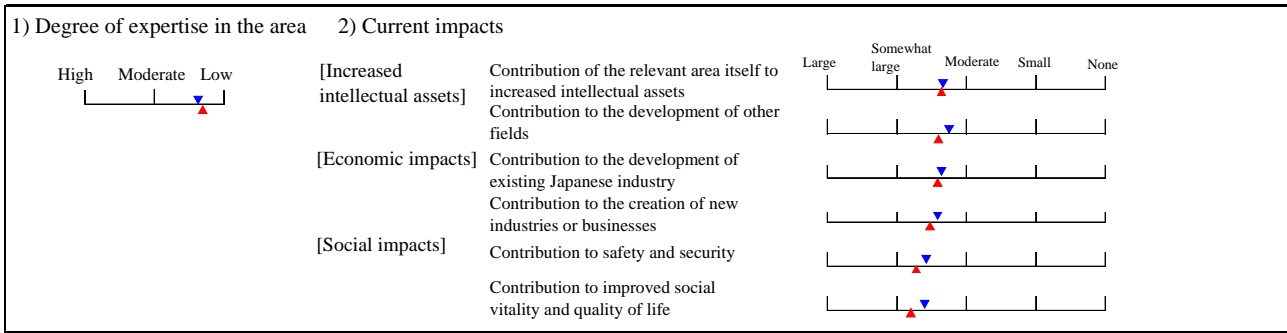 1) Degree of expertise in the area 2) Current impacts
High Moderate Low
Large Somewhat large Moderate Small None
[Increased intellectual assets]
Contribution of the relevant area itself to
increased intellectual assets
Contribution to the development of other
fields
[Economic impacts]
Contribution to the development of
existing Japanese industry
Contribution to the creation of new
industries or businesses
[Social impacts]
Contribution to safety and security
Contribution to improved social
vitality and quality of life